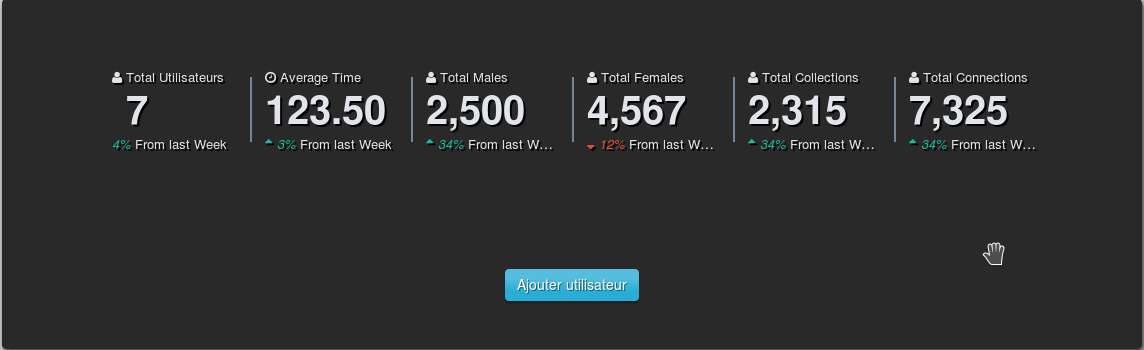 Total Utilisateurs
7
4% From last Week
Average Time
123.50
3% From last Week
Total Males
2,500
34% From last W...
Total Females
4,567
12% From last W...
Total Collections
2,315
34% From last W...
Total Connections
7,325
34% From last W...
Ajouter utilisateur